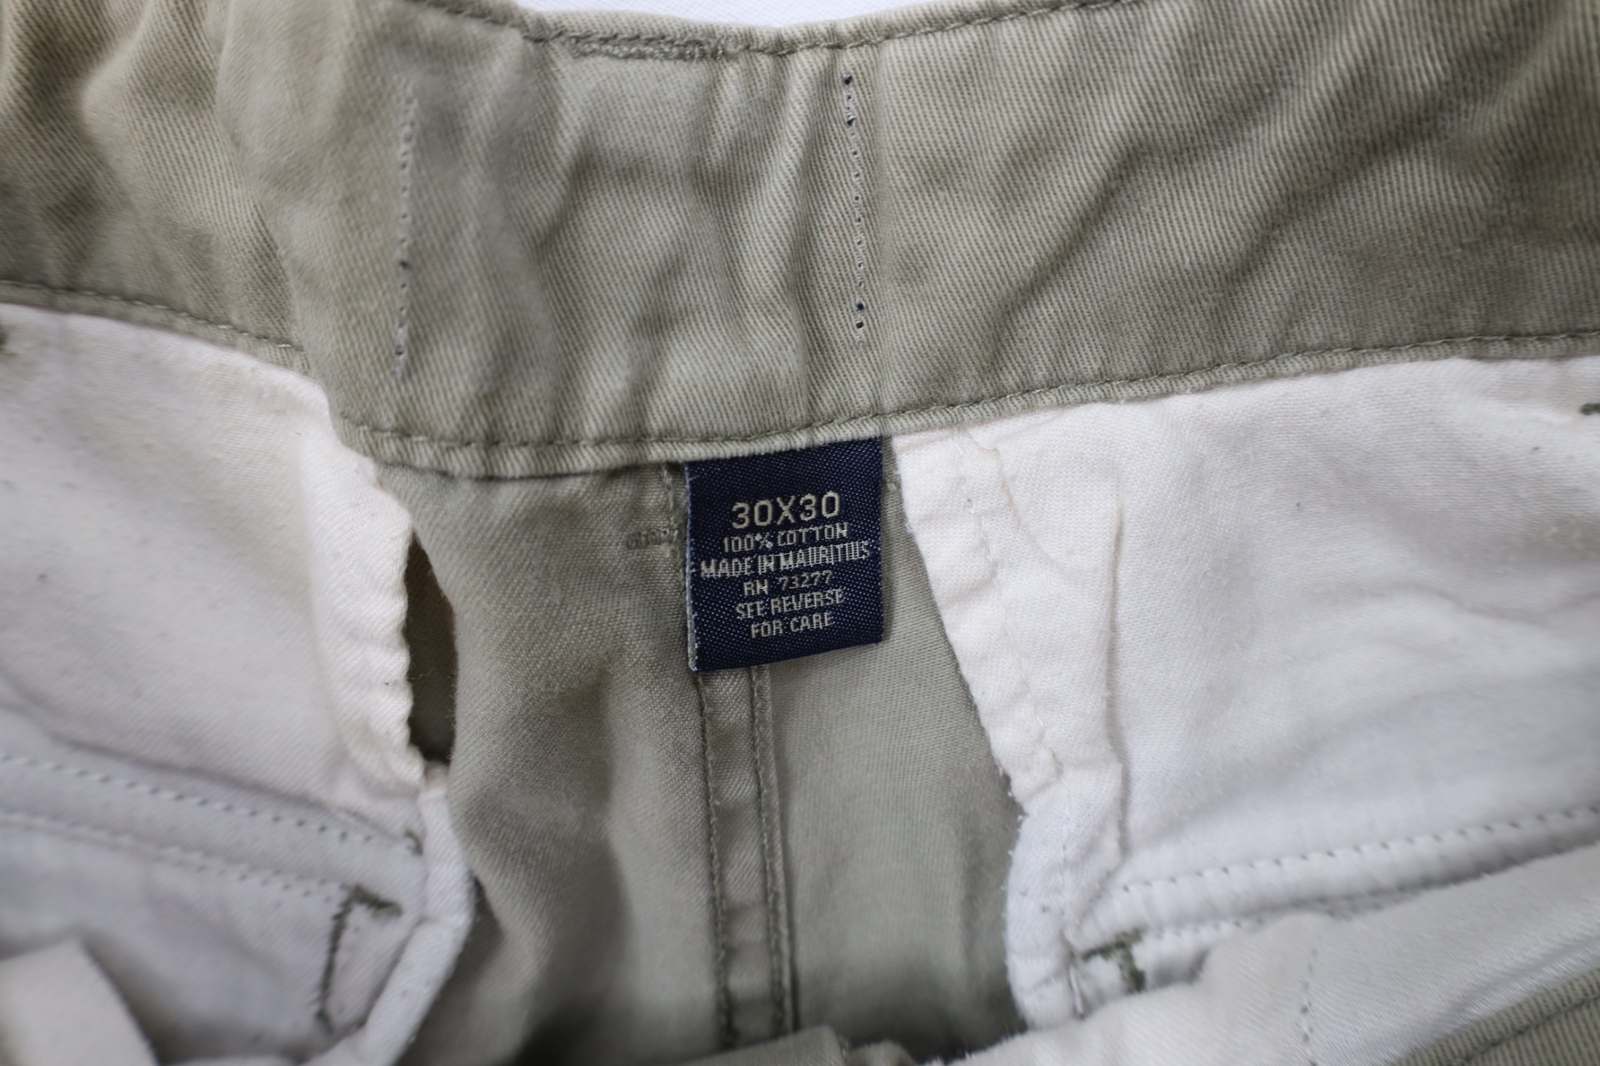 30X30
100% COTTON
MADE IN MAURITIUS
RN 73277
SEE REVERSE
FOR CARE